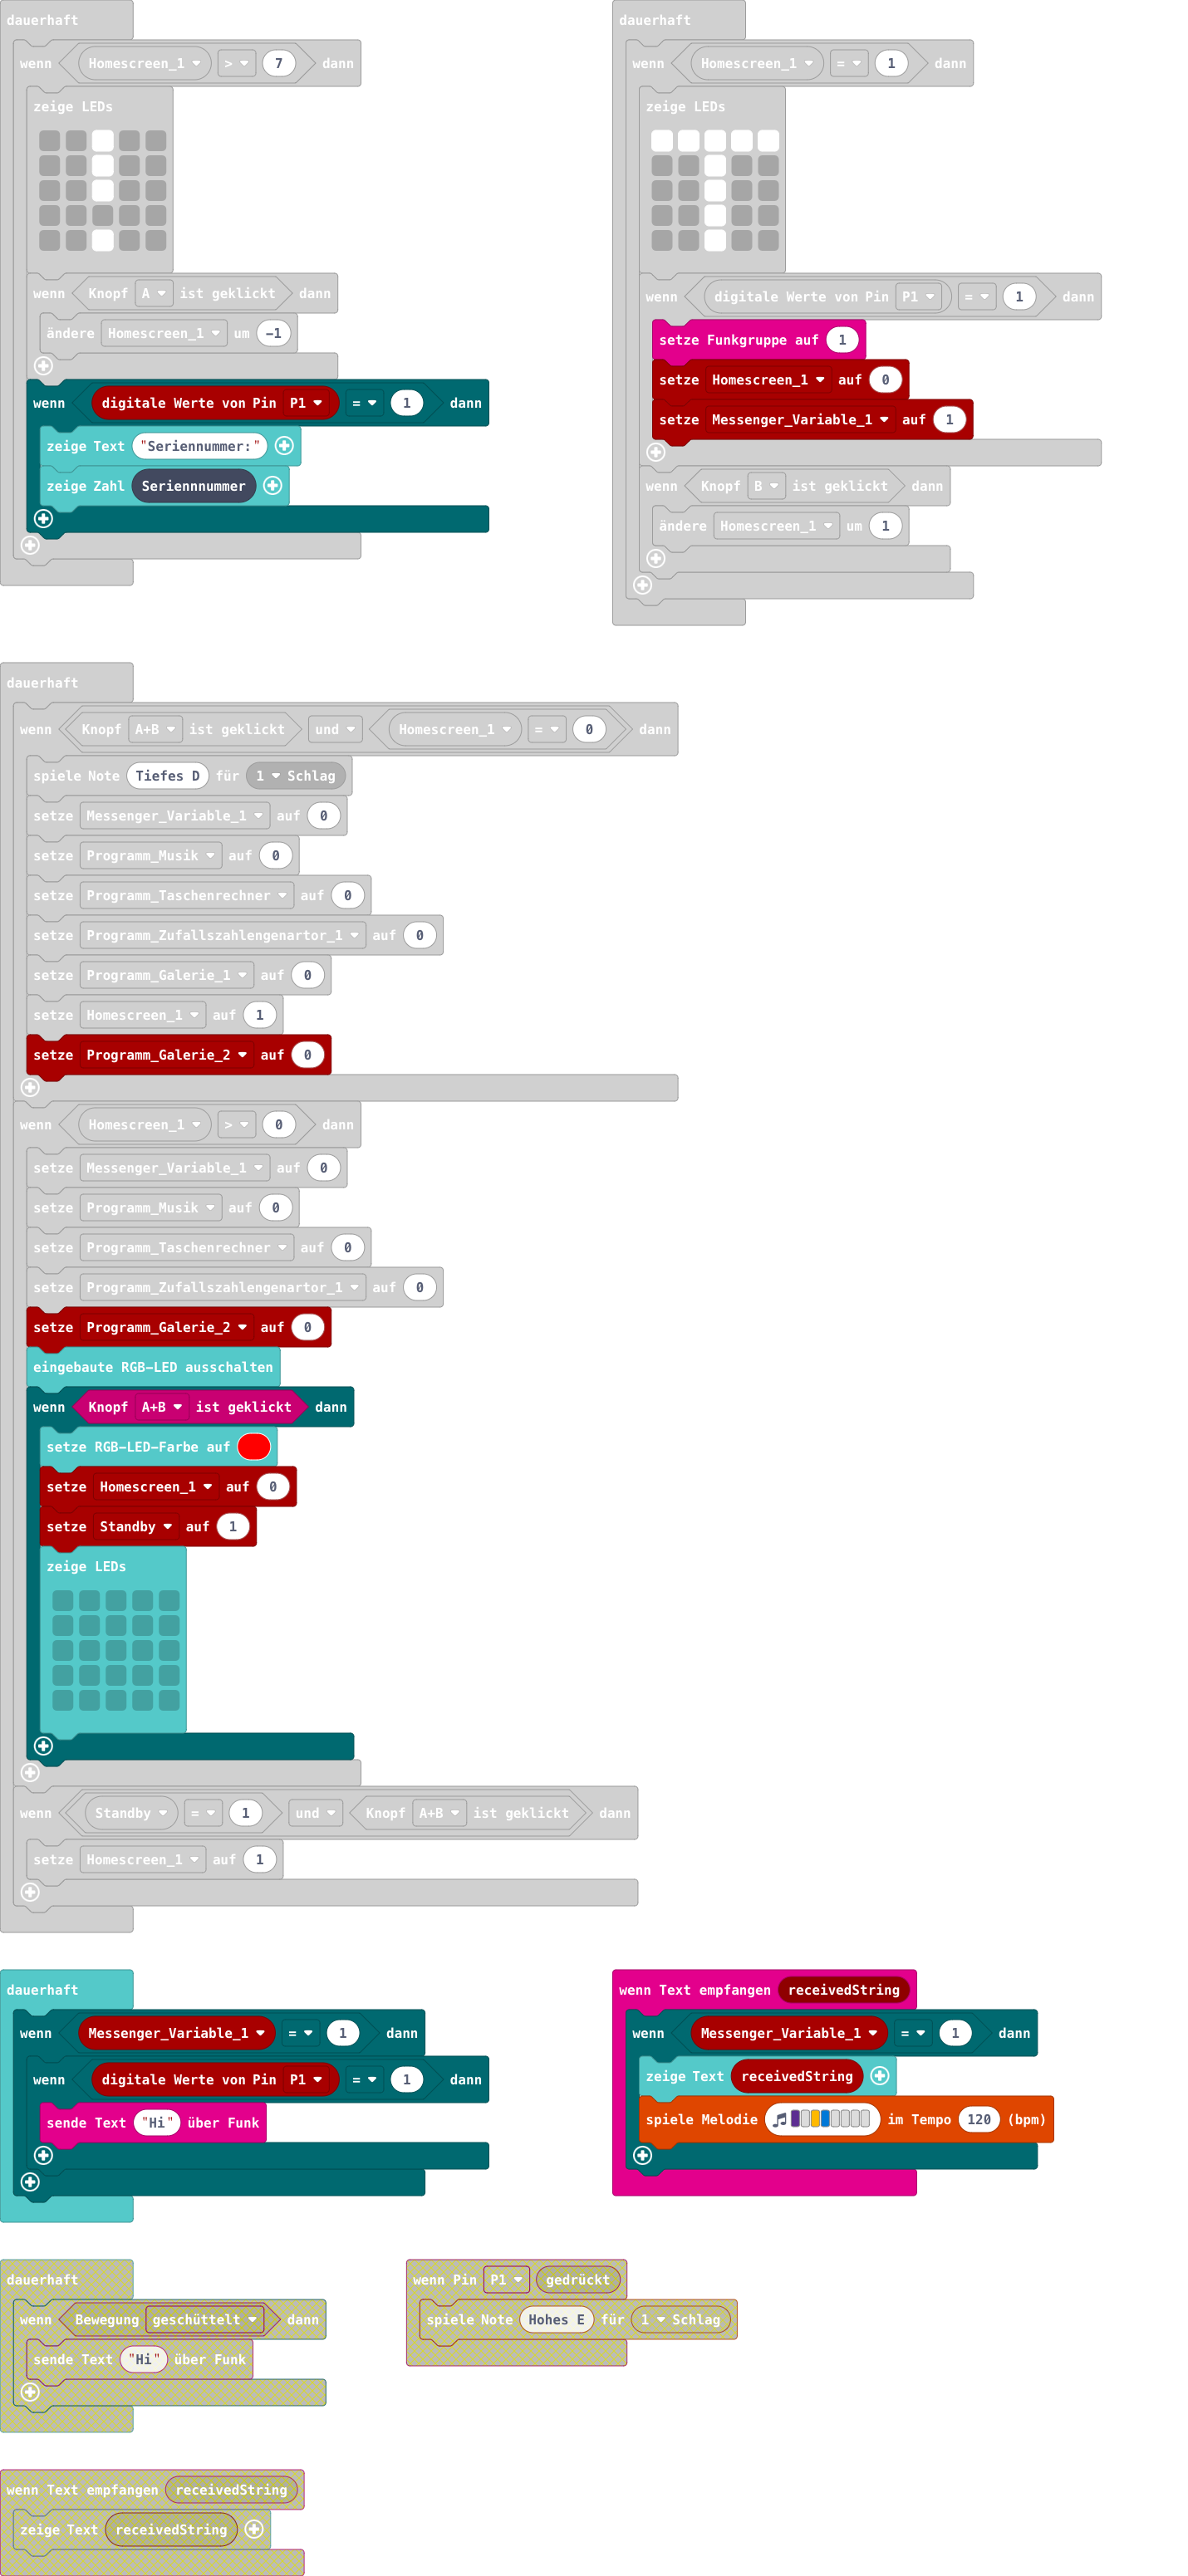 dauerhaft
wenn Homescreen_1 > 7 dann
zeige LEDs
wenn Knopf A ist geklickt dann
ändere Homescreen_1 um −1
wenn digitale Werte von Pin P1 = 1 dann
zeige Text "Seriennummer:"
zeige Zahl Seriennnummer
dauerhaft
wenn Homescreen_1 = 1 dann
zeige LEDs
wenn digitale Werte von Pin P1 = 1 dann
setze Funkgruppe auf 1
setze Homescreen_1 auf 0
setze Messenger_Variable_1 auf 1
wenn Knopf B ist geklickt dann
ändere Homescreen_1 um 1
dauerhaft
wenn Knopf A+B ist geklickt und Homescreen_1 = 0 dann
spiele Note Tiefes D für 1 Schlag
setze Messenger_Variable_1 auf 0
setze Programm_Musik auf 0
setze Programm_Taschenrechner auf 0
setze Programm_Zufallszahlengenartor_1 auf 0
setze Programm_Galerie_1 auf 0
setze Homescreen_1 auf 1
setze Programm_Galerie_2 auf 0
wenn Homescreen_1 > 0 dann
setze Messenger_Variable_1 auf 0
setze Programm_Musik auf 0
setze Programm_Taschenrechner auf 0
setze Programm_Zufallszahlengenartor_1 auf 0
setze Programm_Galerie_2 auf 0
eingebaute RGB−LED ausschalten
wenn Knopf A+B ist geklickt dann
setze RGB−LED−Farbe auf
setze Homescreen_1 auf 0
setze Standby auf 1
zeige LEDs
wenn Standby = 1 und Knopf A+B ist geklickt dann
setze Homescreen_1 auf 1
dauerhaft
wenn Messenger_Variable_1 = 1 dann
wenn digitale Werte von Pin P1 = 1 dann
sende Text "Hi" über Funk
wenn Text empfangen receivedString
wenn Messenger_Variable_1 = 1 dann
zeige Text receivedString
spiele Melodie im Tempo 120 (bpm)
dauerhaft
wenn Bewegung geschüttelt dann
sende Text "Hi" über Funk
wenn Pin P1 gedrückt
spiele Note Hohes E für 1 Schlag
wenn Text empfangen receivedString
zeige Text receivedString